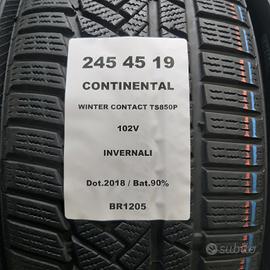 245 45 19
CONTINENTAL
WINTER CONTACT TS850P
102V
INVERNALI
Dot.2018 / Bat.90%
BR1205
subito